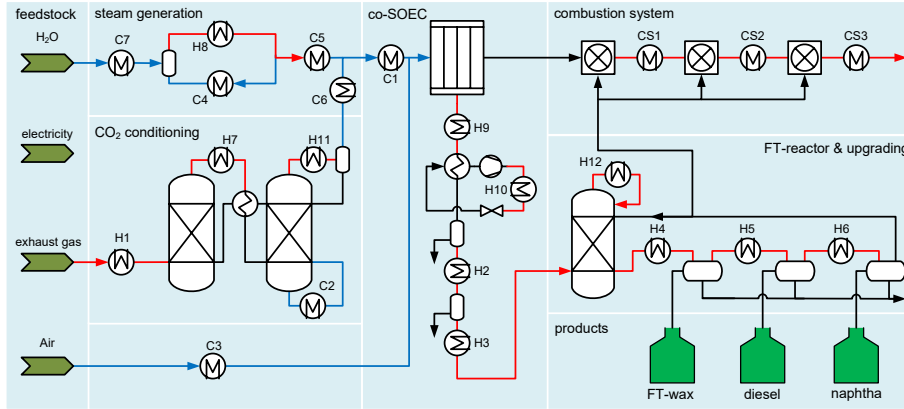 feedstock
steam generation
co-SOEC
combustion system
H₂O
C7
H8
C4
C5
C6
C1
CS1
CS2
CS3
electricity
CO₂ conditioning
H7
H11
H9
H10
FT-reactor & upgrading
H12
exhaust gas
H1
C2
H2
H4
H5
H6
Air
C3
H3
products
FT-wax
diesel
naphtha